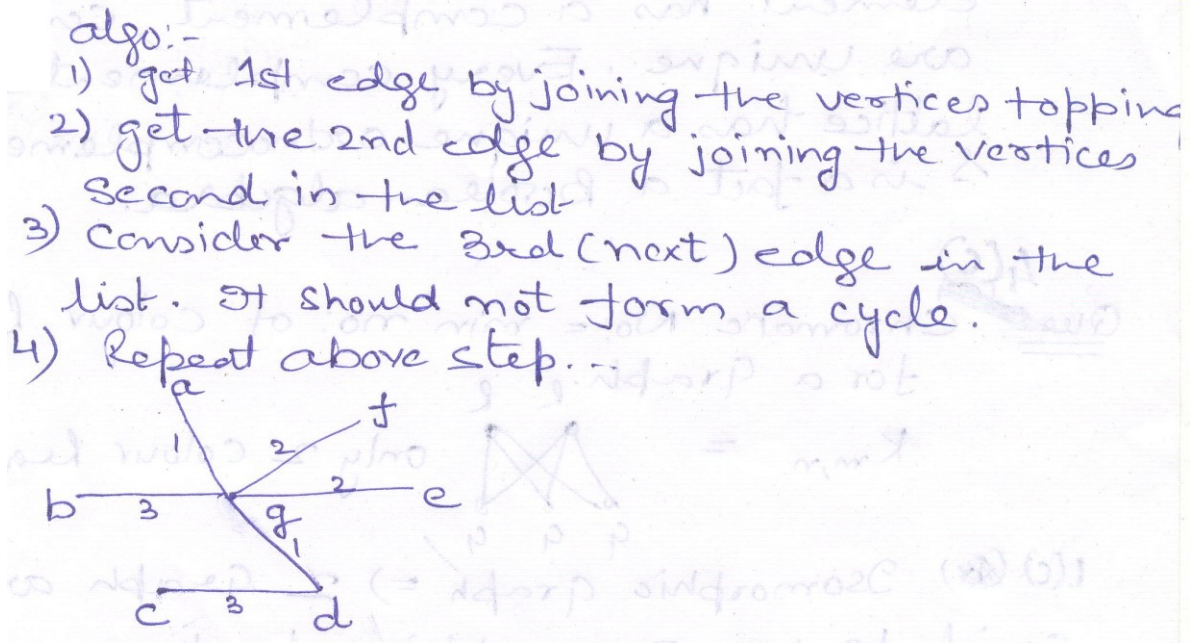 algo:-
1) get 1st edge by joining the vertices topping
2) get the 2nd edge by joining the vertices
second in the list
3) Consider the 3rd (next) edge in the
list. It should not form a cycle.
4) Repeat above step...
a
f
1
2
2
b
3
e
g
1
c
3
d